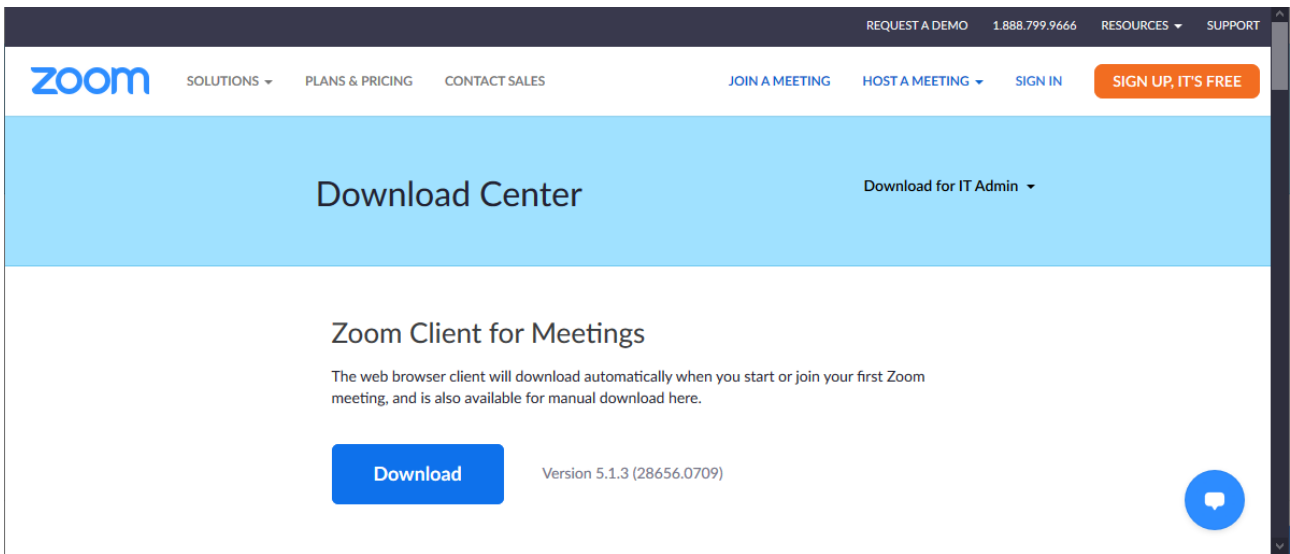 REQUEST A DEMO 1.888.799.9666 RESOURCES SUPPORT
zoom SOLUTIONS PLANS & PRICING CONTACT SALES JOIN A MEETING HOST A MEETING SIGN IN SIGN UP, IT'S FREE
Download Center Download for IT Admin
Zoom Client for Meetings
The web browser client will download automatically when you start or join your first Zoom
meeting, and is also available for manual download here.
Download Version 5.1.3 (28656.0709)